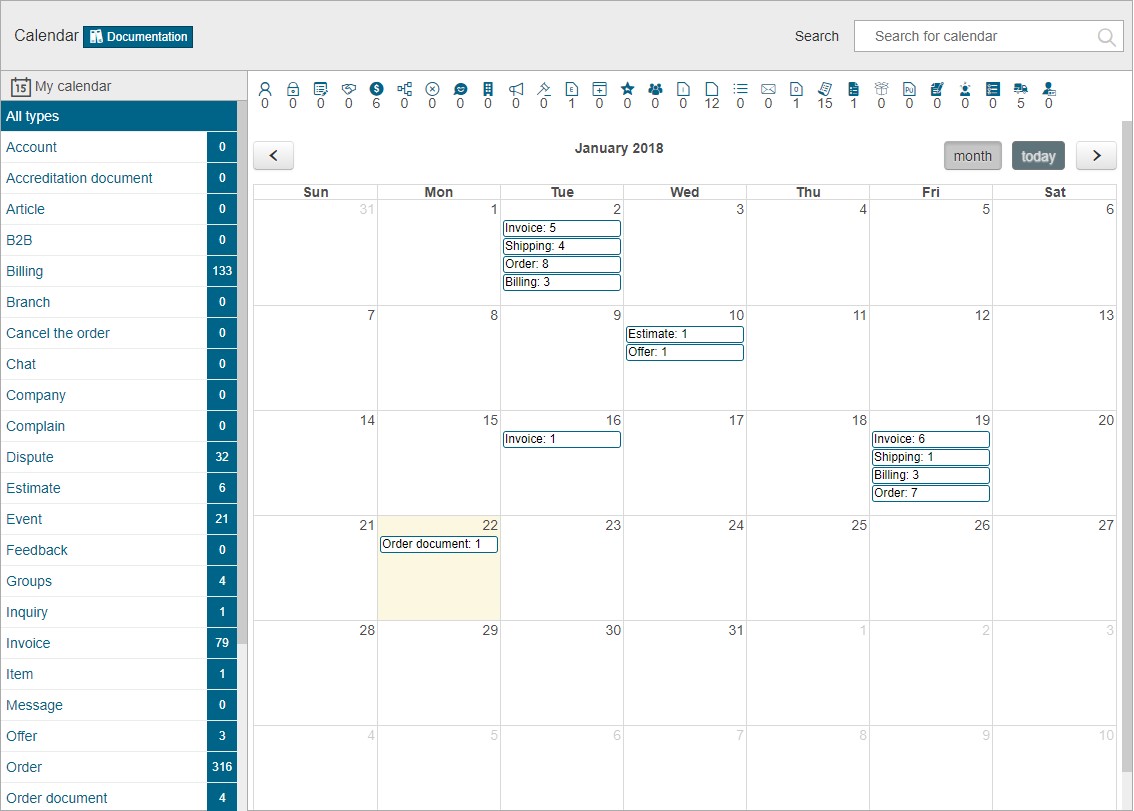 Calendar Documentation Search Search for calendar
15 My calendar
0 0 0 0 6 0 0 0 0 0 0 1 0 0 0 0 12 0 0 1 15 1 0 0 0 0 0 5 0
All types
Account 0
Accreditation document 0
Article 0
B2B 0
Billing 133
Branch 0
Cancel the order 0
Chat 0
Company 0
Complain 0
Dispute 32
Estimate 6
Event 21
Feedback 0
Groups 4
Inquiry 1
Invoice 79
Item 1
Message 0
Offer 3
Order 316
Order document 4
January 2018 month today
Sun Mon Tue Wed Thu Fri Sat
31 1 2 3 4 5 6
Invoice: 5
Shipping: 4
Order: 8
Billing: 3
7 8 9 10 11 12 13
Estimate: 1
Offer: 1
14 15 16 17 18 19 20
Invoice: 1 Invoice: 6
Shipping: 1
Billing: 3
Order: 7
21 22 23 24 25 26 27
Order document: 1
28 29 30 31 1 2 3
4 5 6 7 8 9 10